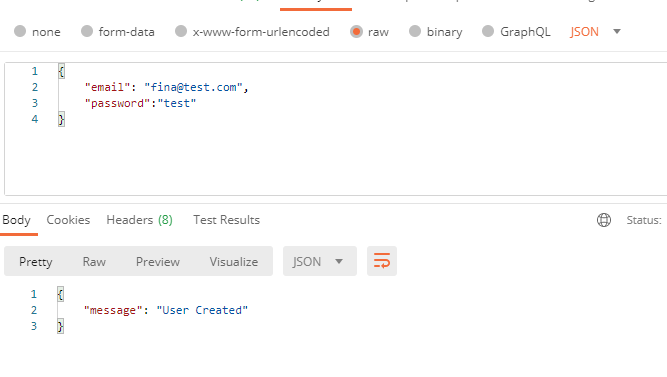 none form-data x-www-form-urlencoded raw binary GraphQL JSON
1 {
2 "email": "fina@test.com",
3 "password":"test"
4 }
Body Cookies Headers (8) Test Results Status:
Pretty Raw Preview Visualize JSON
1 {
2 "message": "User Created"
3 }